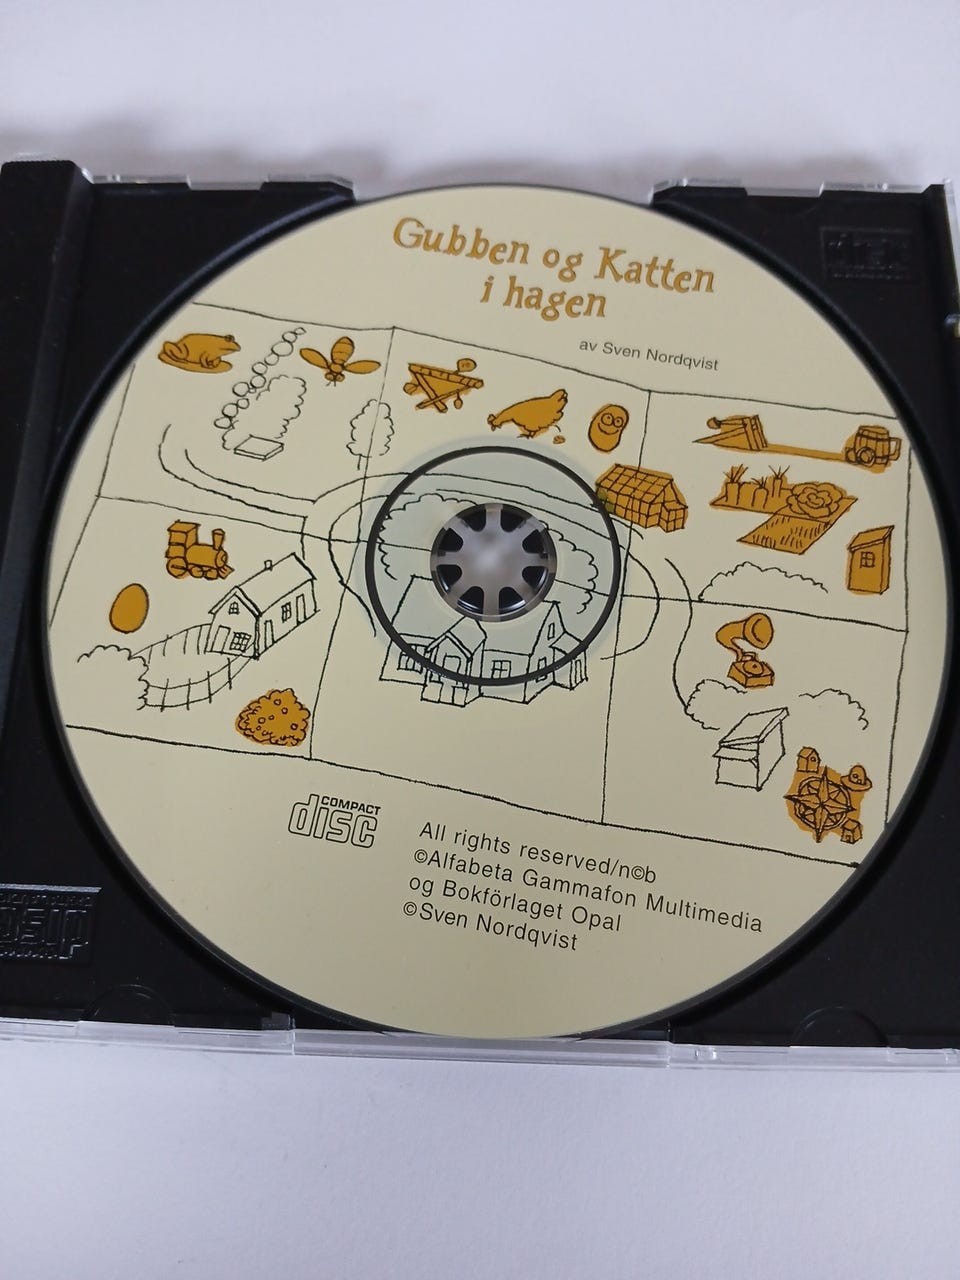 Gubben og Katten
i hagen
av Sven Nordqvist
COMPACT
disc
All rights reserved/n©b
©Alfabeta Gammafon Multimedia
og Bokförlaget Opal
©Sven Nordqvist